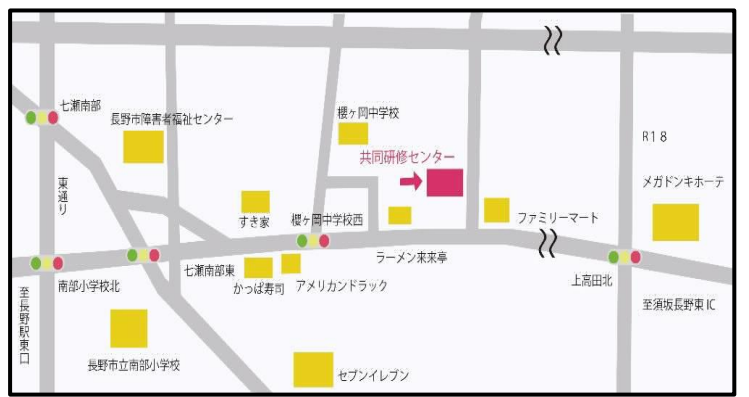 七瀬南部
長野市障害者福祉センター
櫻ヶ岡中学校
共同研修センター
R18
メガドンキホーテ
東通り
すき家
櫻ヶ岡中学校西
ファミリーマート
ラーメン来来亭
七瀬南部東
かっぱ寿司
アメリカンドラック
上高田北
南部小学校北
至長野駅東口
至須坂長野東IC
長野市立南部小学校
セブンイレブン